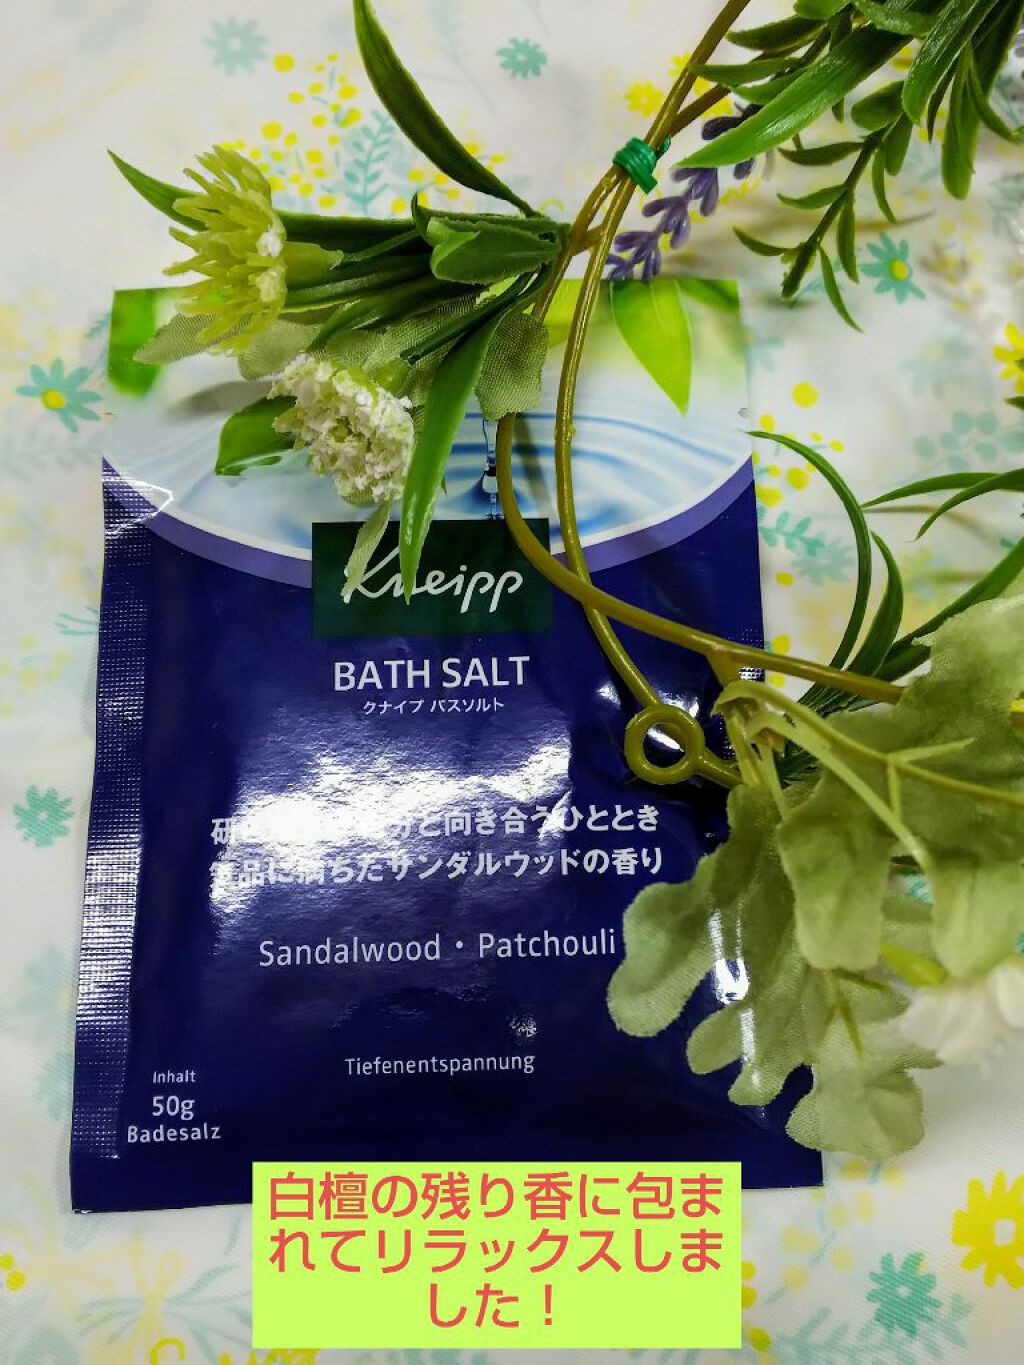 Kneipp
BATH SALT
クナイプ バスソルト
と向き合うひととき
品に満ちたサンダルウッドの香り
Sandalwood・Patchouli
Tiefenentspannung
Inhalt
50g
Badesalz
白檀の残り香に包ま
れてリラックスしま
した！